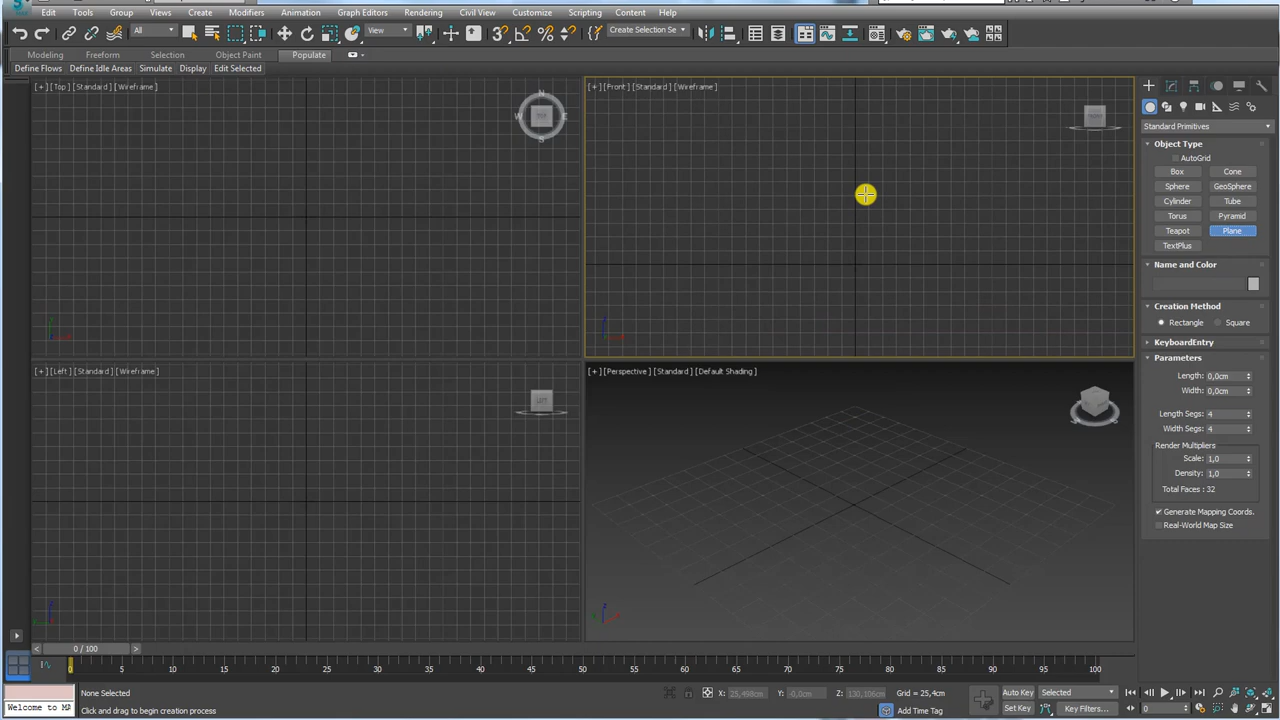 Edit Tools Group Views Create Modifiers Animation Graph Editors Rendering Civil View Customize Scripting Content Help
All View Create Selection Se
Modeling Freeform Selection Object Paint Populate
Define Flows Define Idle Areas Simulate Display Edit Selected
[+] [Top] [Standard] [Wireframe]
N
W E
S
[+] [Front] [Standard] [Wireframe]
[+] [Left] [Standard] [Wireframe]
LEFT
[+] [Perspective] [Standard] [Default Shading]
Standard Primitives
Object Type
AutoGrid
Box Cone
Sphere GeoSphere
Cylinder Tube
Torus Pyramid
Teapot Plane
TextPlus
Name and Color
Creation Method
Rectangle Square
KeyboardEntry
Parameters
Length: 0,0cm
Width: 0,0cm
Length Segs: 4
Width Segs: 4
Render Multipliers
Scale: 1,0
Density: 1,0
Total Faces : 32
Generate Mapping Coords.
Real-World Map Size
< 0 / 100 >
0 5 10 15 20 25 30 35 40 45 50 55 60 65 70 75 80 85 90 95 100
None Selected X: 25,498cm Y: -0,0cm Z: 130,106cm Grid = 25,4cm Auto Key Selected
Welcome to MA Click and drag to begin creation process Add Time Tag Set Key Key Filters... 0